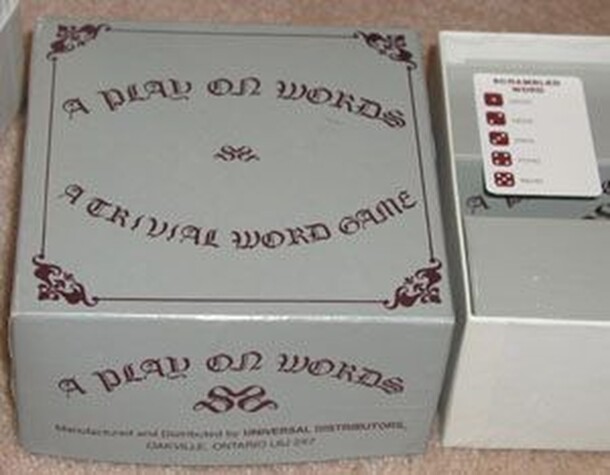 A PLAY ON WORDS
A TRIVIAL WORD GAME
A PLAY ON WORDS
Manufactured and Distributed by UNIVERSAL DISTRIBUTORS,
OAKVILLE, ONTARIO L6J 2X7
SCRAMBLED
WORD